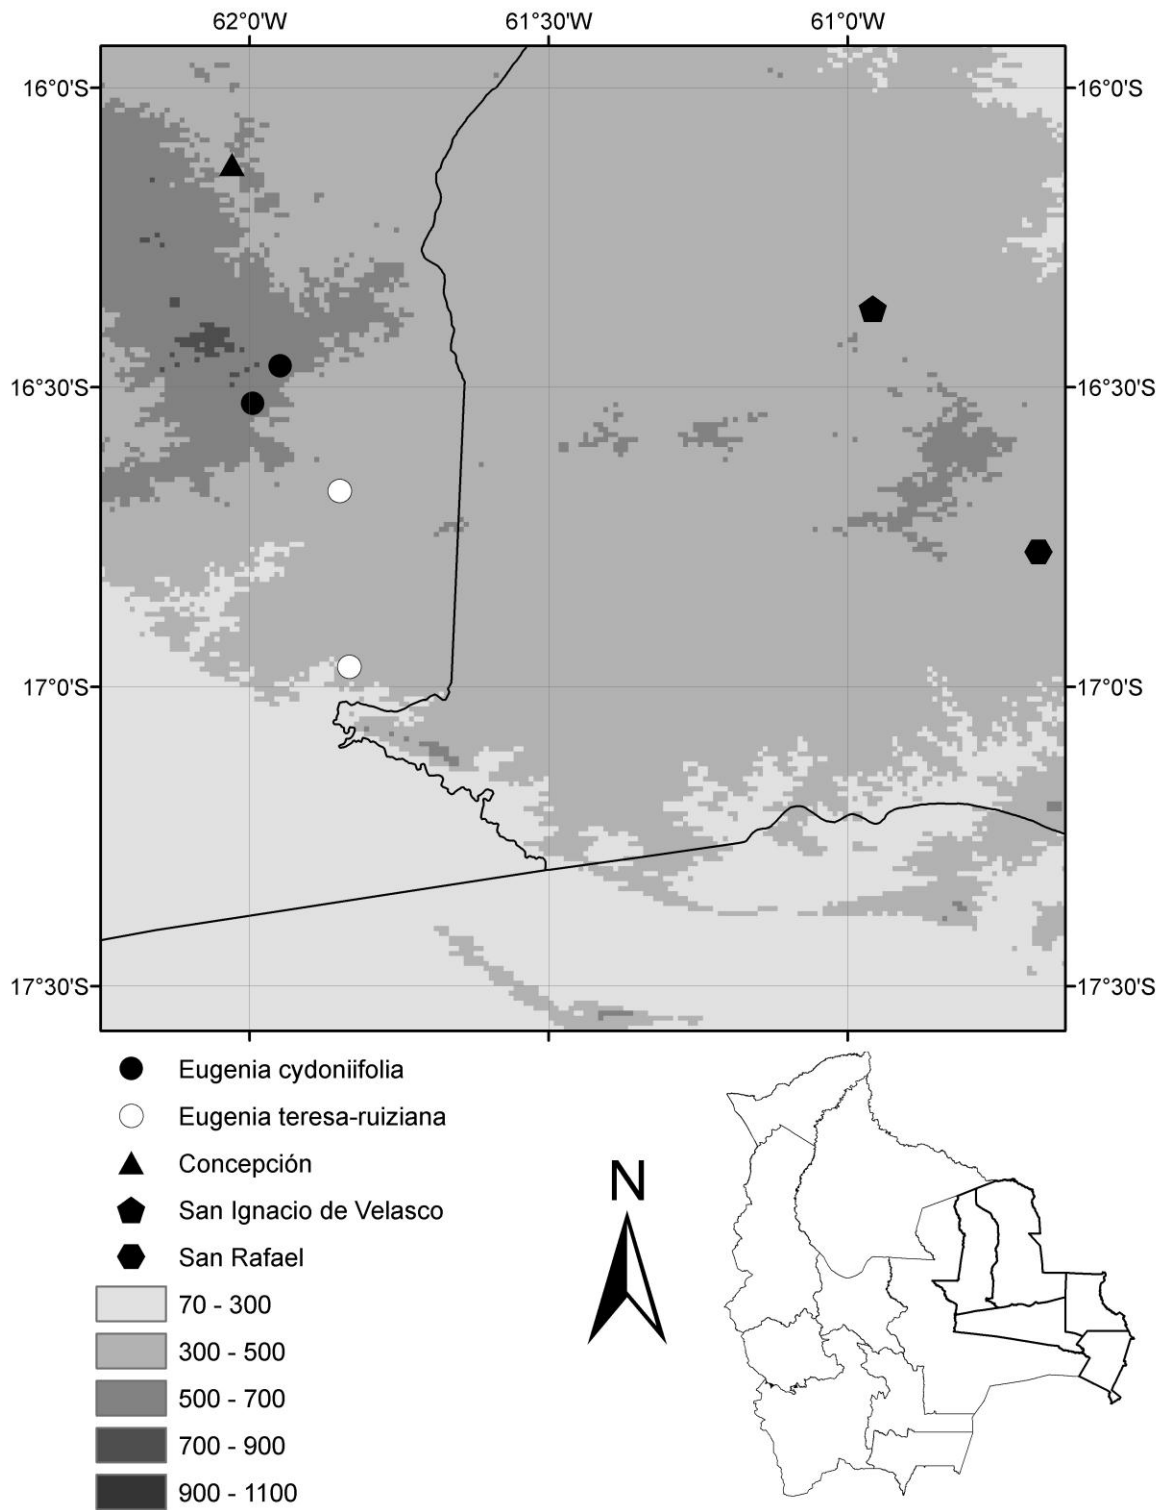 62°0'W 61°30'W 61°0'W
16°0'S 16°0'S
16°30'S 16°30'S
17°0'S 17°0'S
17°30'S 17°30'S
Eugenia cydoniifolia
Eugenia teresa-ruiziana
Concepción
San Ignacio de Velasco
San Rafael
70 - 300
300 - 500
500 - 700
700 - 900
900 - 1100
N